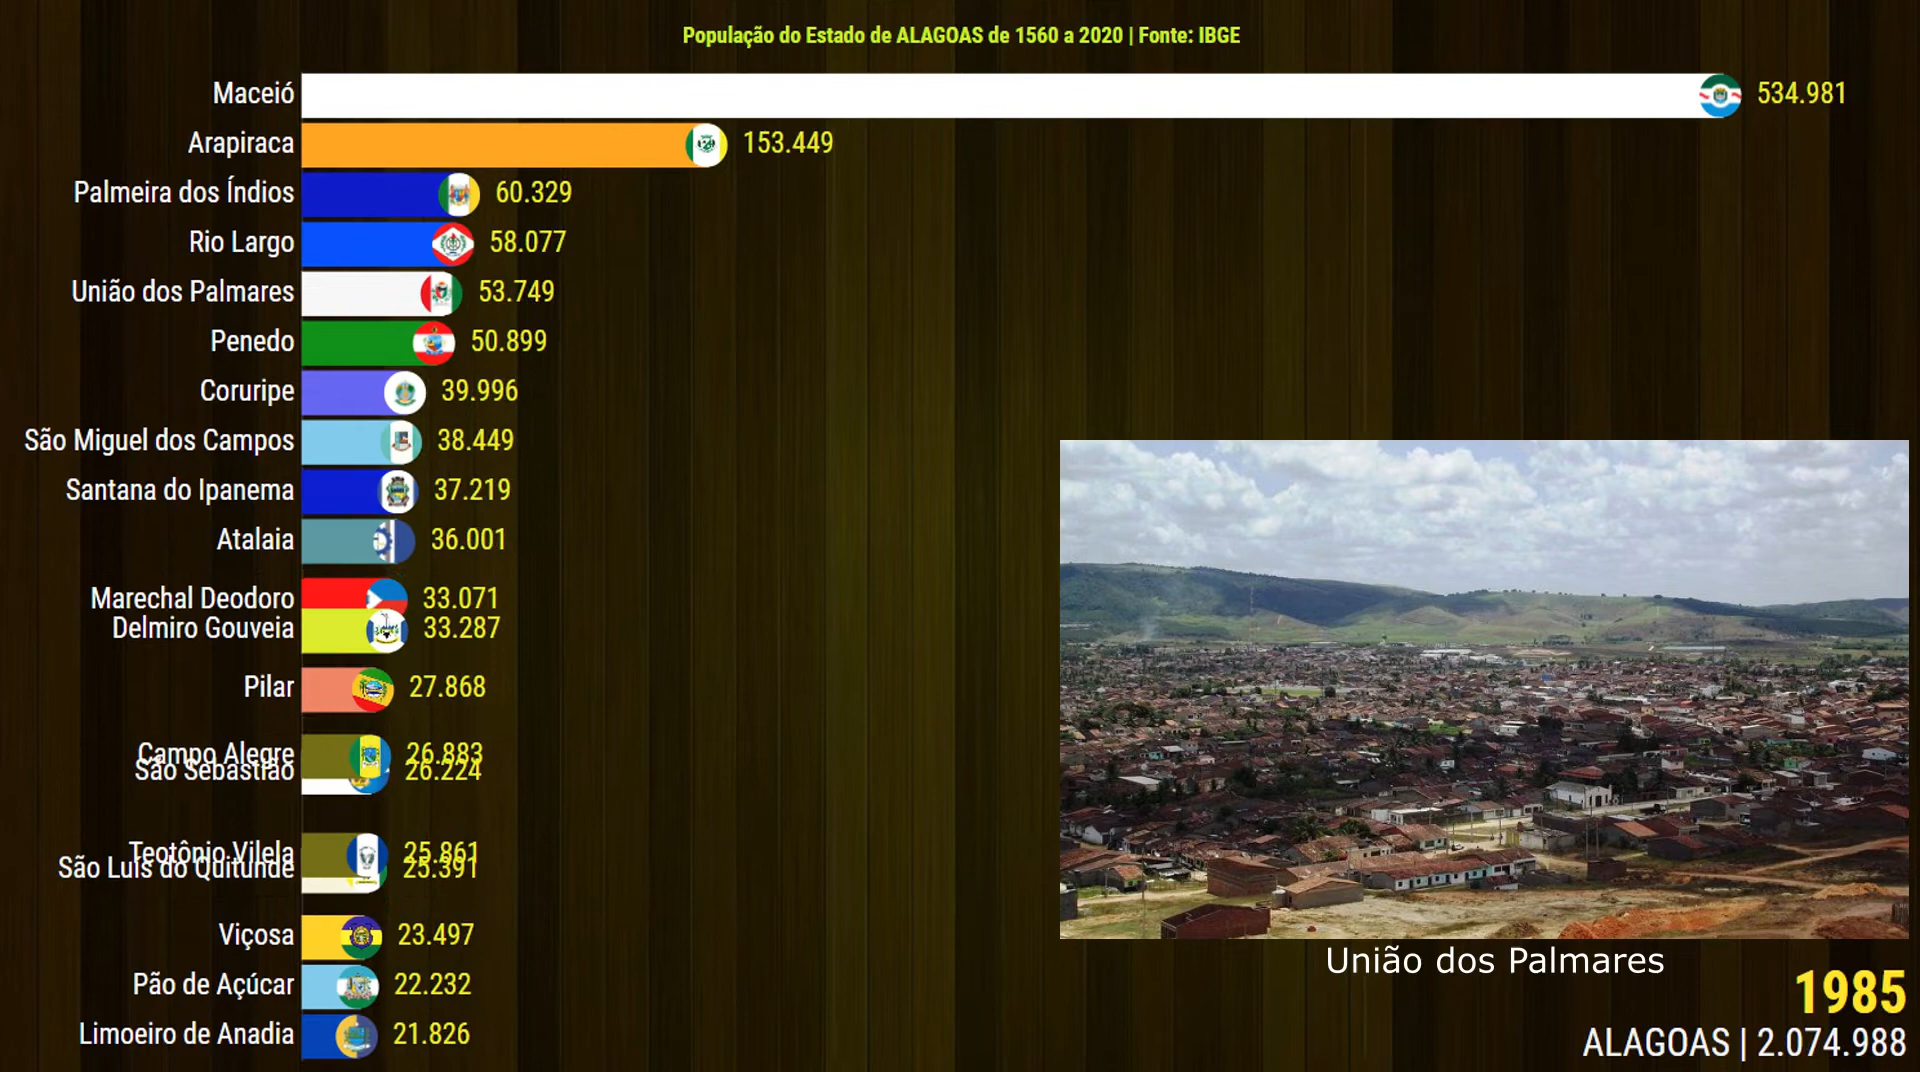 População do Estado de ALAGOAS de 1560 a 2020 | Fonte: IBGE
Maceió 534.981
Arapiraca 153.449
Palmeira dos Índios 60.329
Rio Largo 58.077
União dos Palmares 53.749
Penedo 50.899
Coruripe 39.996
São Miguel dos Campos 38.449
Santana do Ipanema 37.219
Atalaia 36.001
Marechal Deodoro 33.071
Delmiro Gouveia 33.287
Pilar 27.868
Campo Alegre 26.883
São Sebastião 26.224
Teotônio Vilela 25.861
São Luís do Quitunde 25.391
Viçosa 23.497
Pão de Açúcar 22.232
Limoeiro de Anadia 21.826
União dos Palmares
1985
ALAGOAS | 2.074.988